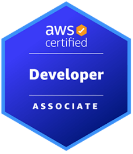 aws
certified
Developer
ASSOCIATE